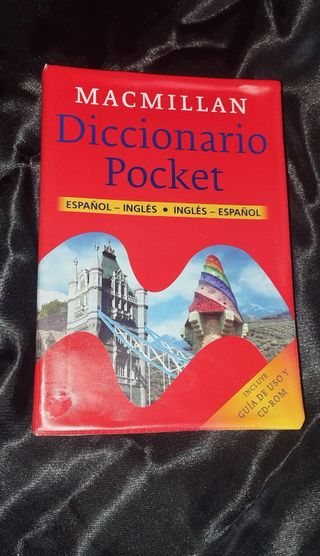 MACMILLAN
Diccionario
Pocket
ESPAÑOL – INGLÉS • INGLÉS – ESPAÑOL
INCLUYE
GUÍA DE USO Y
CD-ROM